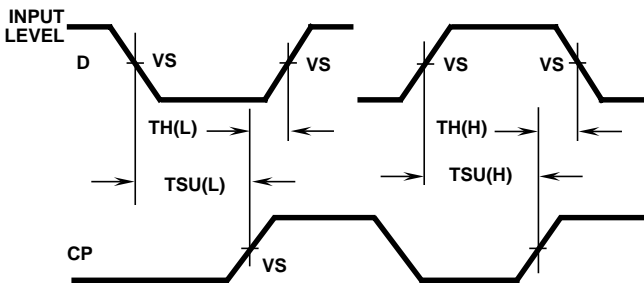 INPUT
LEVEL
D
VS
VS
VS
VS
TH(L)
TH(H)
TSU(L)
TSU(H)
CP
VS